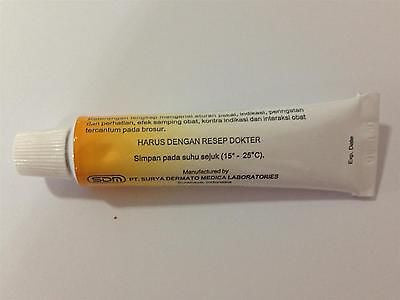 Keterangan lengkap mengenai aturan pakai, indikasi, peringatan
dan perhatian, efek samping obat, kontra indikasi dan interaksi obat
tercantum pada brosur.
HARUS DENGAN RESEP DOKTER
Simpan pada suhu sejuk (15° - 25°C).
Manufactured by
SDM PT. SURYA DERMATO MEDICA LABORATORIES
Exp. Date